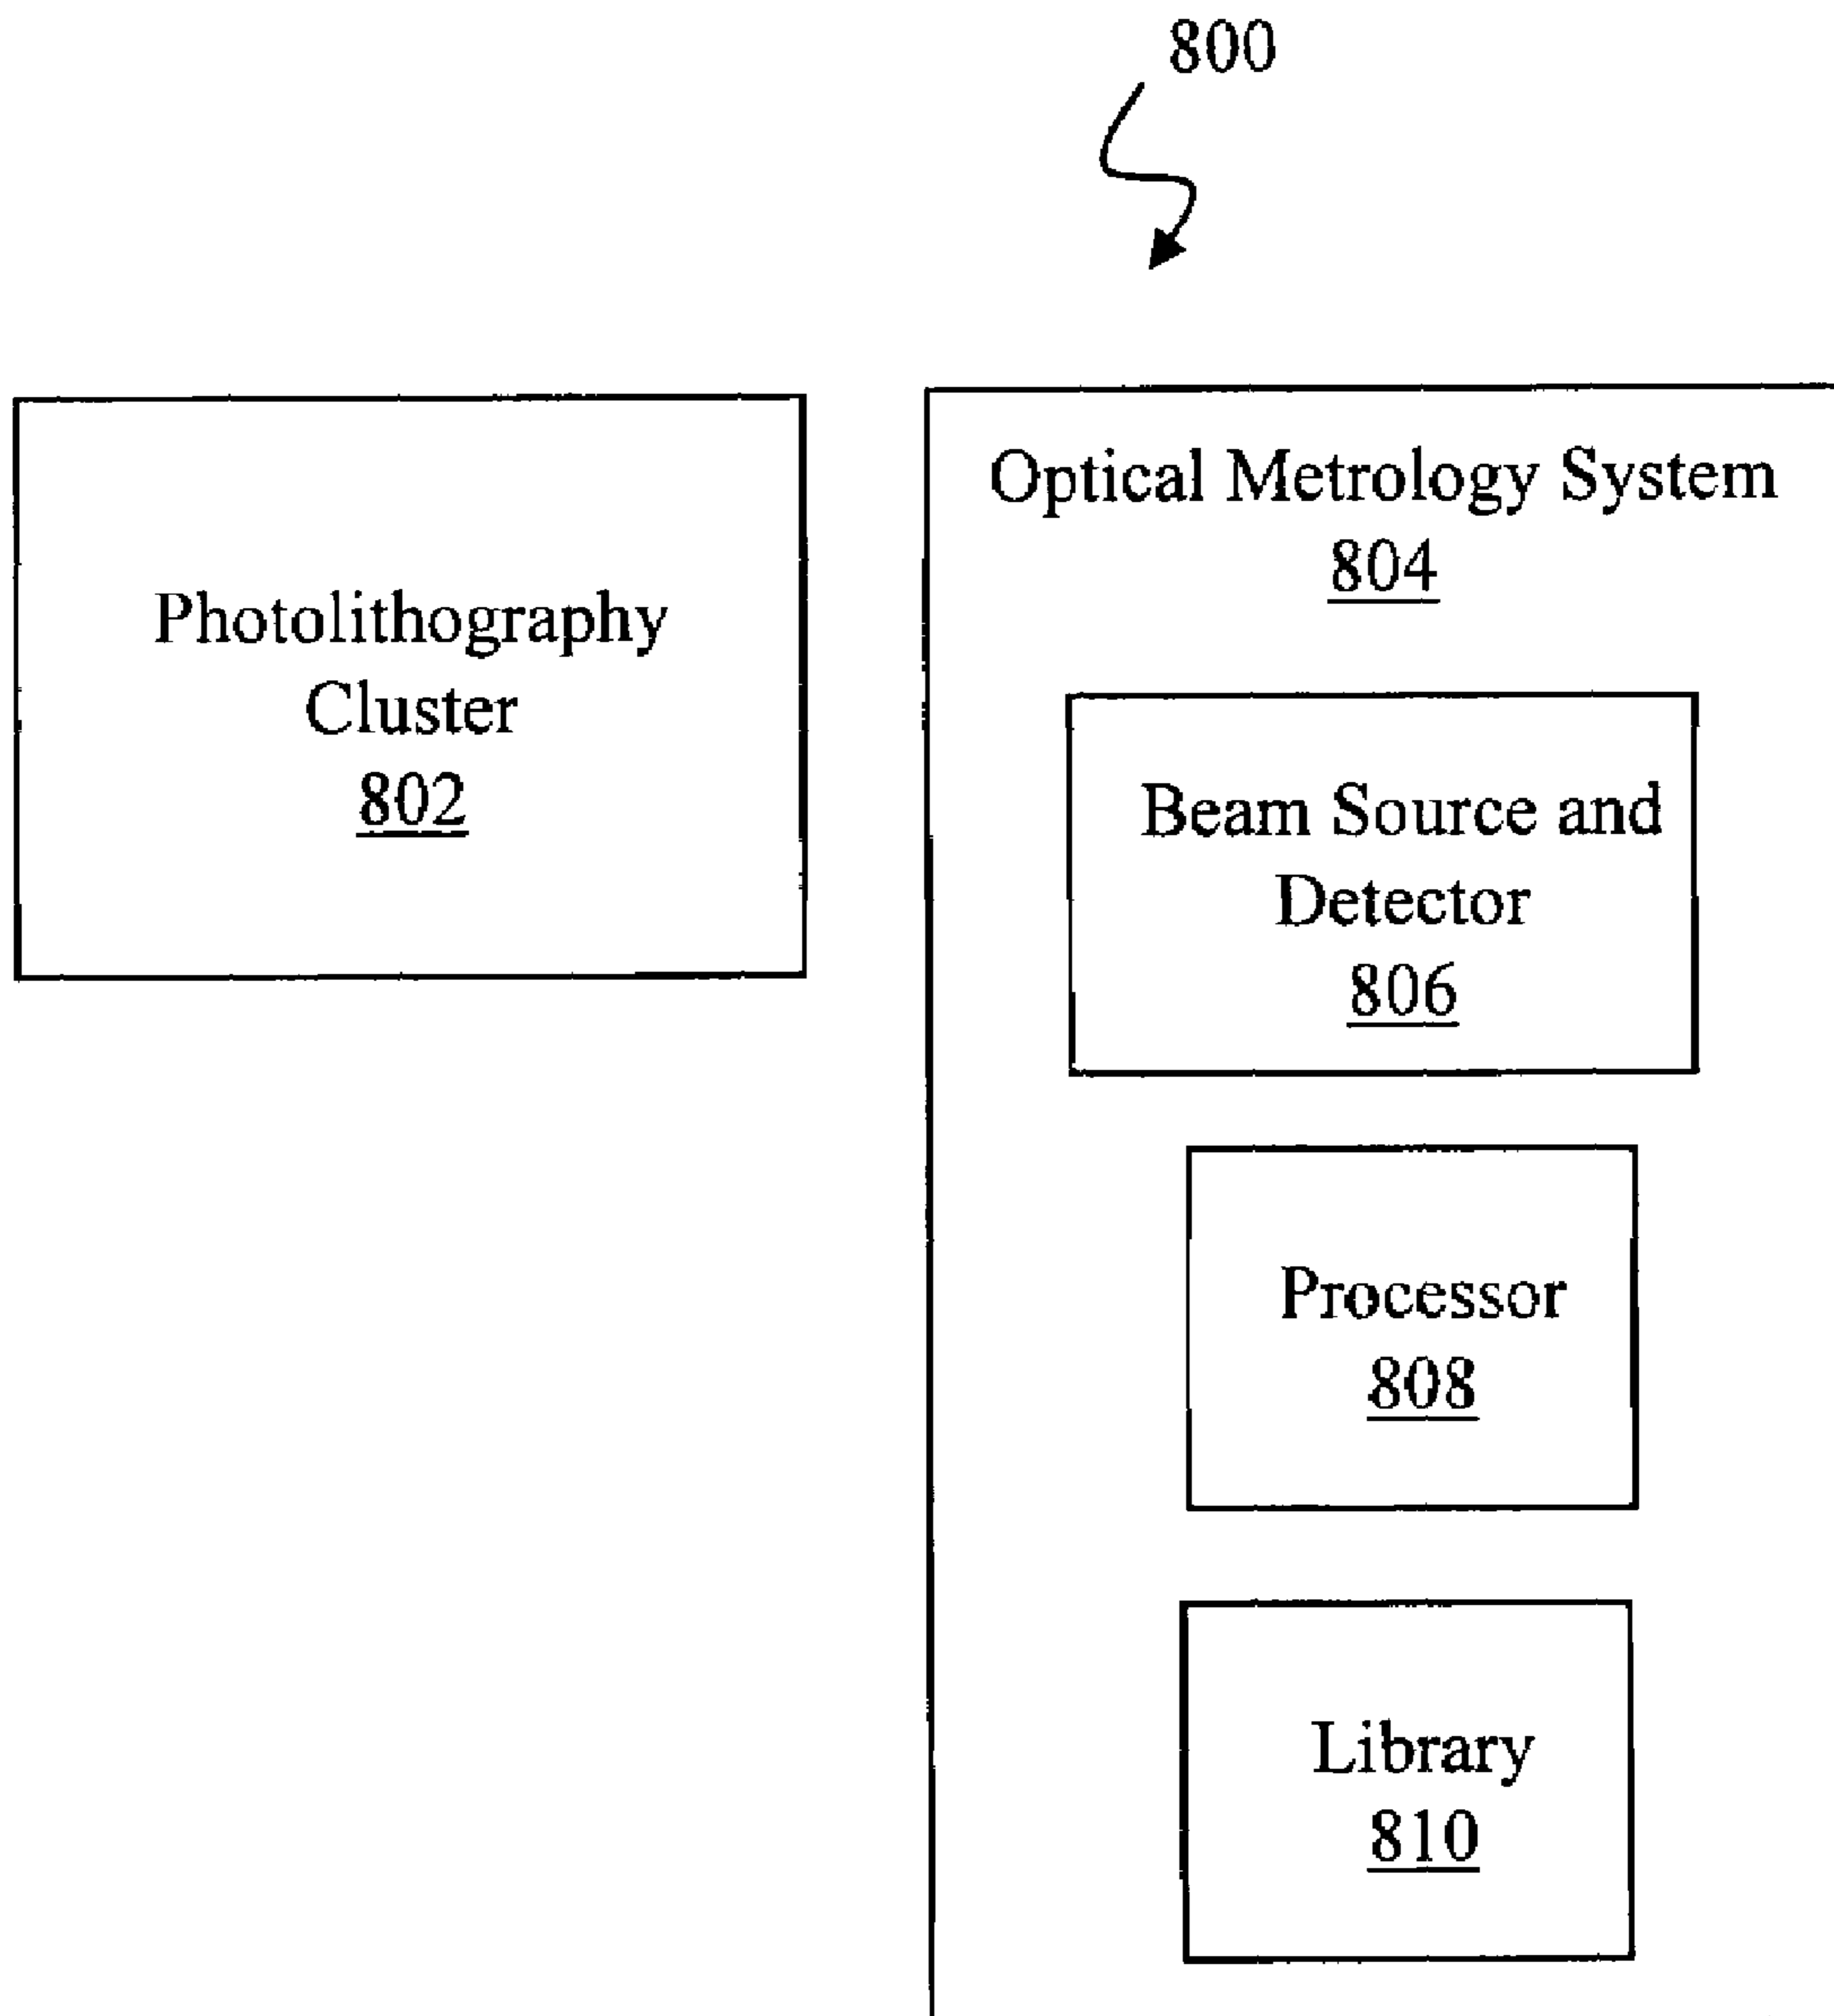 800
Photolithography
Cluster
802
Optical Metrology System
804
Beam Source and
Detector
806
Processor
808
Library
810